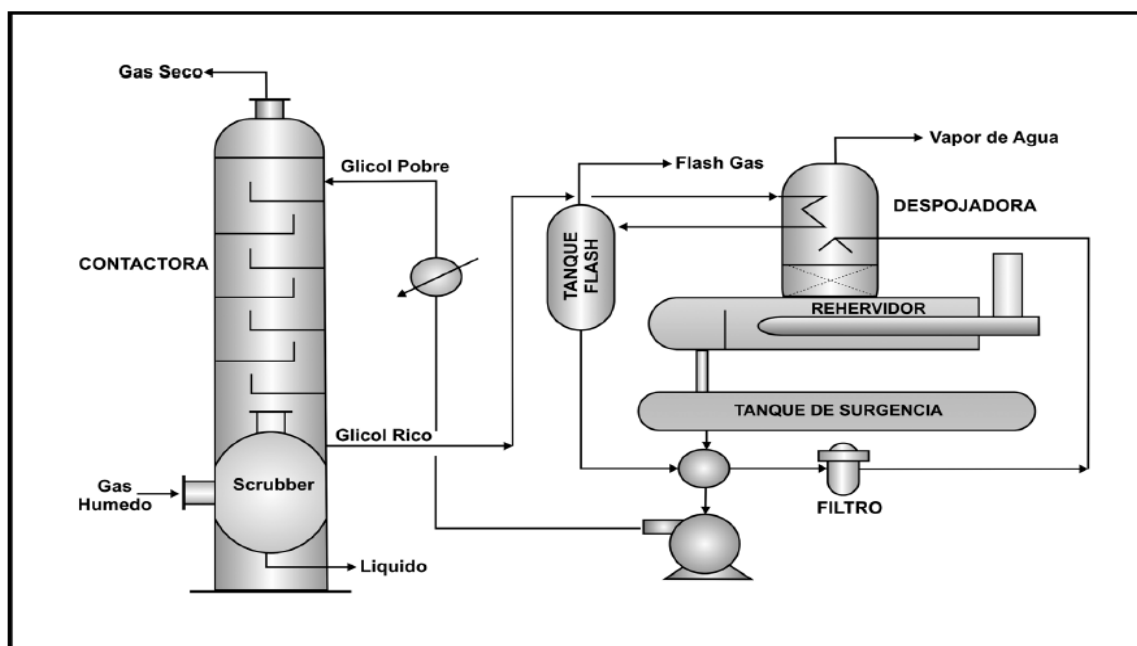 Gas Seco
Glicol Pobre
CONTACTORA
Glicol Rico
Scrubber
Gas
Humedo
Liquido
Flash Gas
TANQUE
FLASH
Vapor de Agua
DESPOJADORA
REHERVIDOR
TANQUE DE SURGENCIA
FILTRO